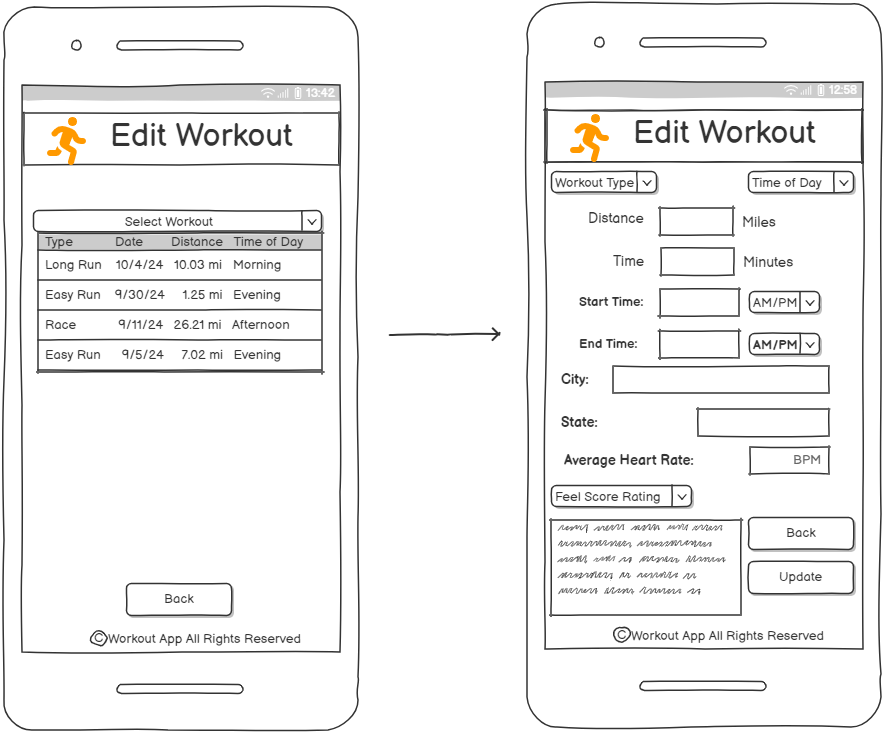 13:42
Edit Workout
Select Workout
Type Date Distance Time of Day
Long Run 10/4/24 10.03 mi Morning
Easy Run 9/30/24 1.25 mi Evening
Race 9/11/24 26.21 mi Afternoon
Easy Run 9/5/24 7.02 mi Evening
Back
©Workout App All Rights Reserved
12:58
Edit Workout
Workout Type Time of Day
Distance Miles
Time Minutes
Start Time: AM/PM
End Time: AM/PM
City:
State:
Average Heart Rate: BPM
Feel Score Rating
Back
Update
©Workout App All Rights Reserved